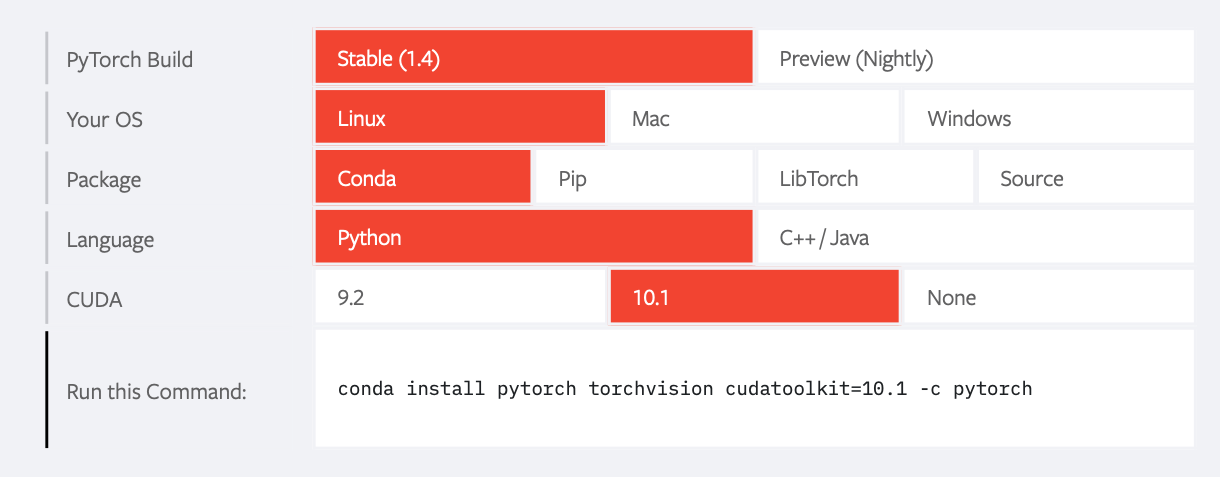 PyTorch Build Stable (1.4) Preview (Nightly)
Your OS Linux Mac Windows
Package Conda Pip LibTorch Source
Language Python C++ / Java
CUDA 9.2 10.1 None
Run this Command: conda install pytorch torchvision cudatoolkit=10.1 -c pytorch